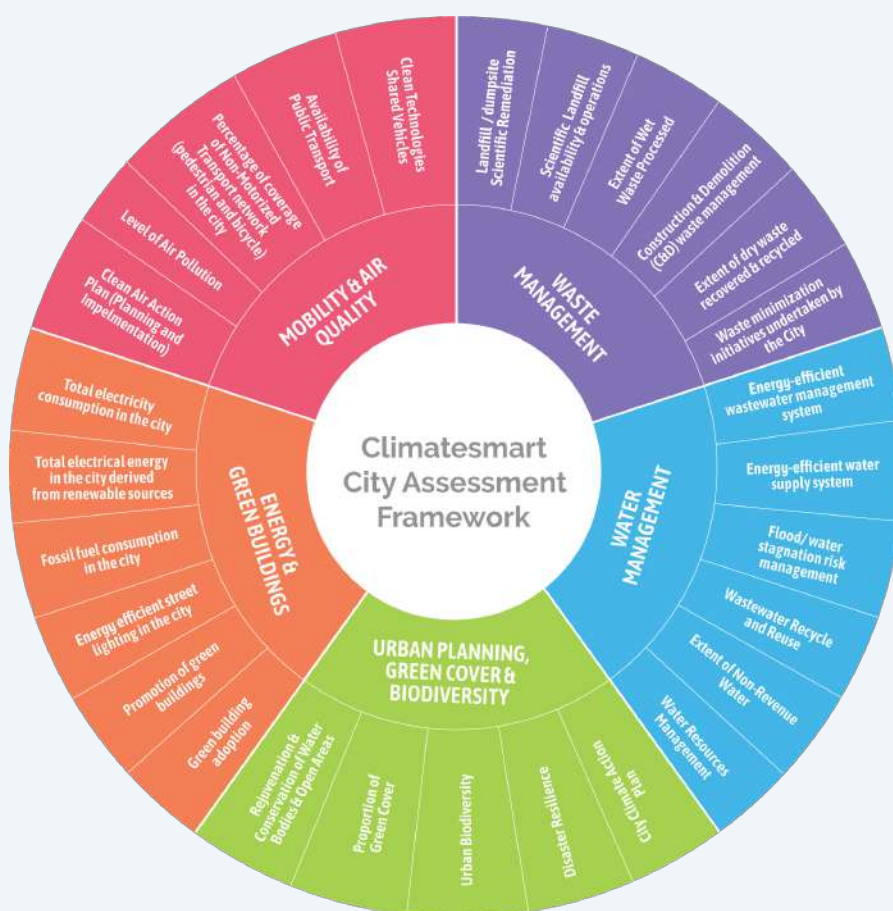 Climatesmart
City Assessment
Framework
WASTE
MANAGEMENT
Landfill / dumpsite
Scientific Remediation
Scientific Landfill
availability & operations
Extent of Wet
Waste Processed
Construction & Demolition
(C&D) waste management
Extent of dry waste
recovered & recycled
Waste minimization
initiatives undertaken by
the City
WATER
MANAGEMENT
Energy-efficient
wastewater management
system
Energy-efficient water
supply system
Flood/water
stagnation risk
management
Wastewater Recycle
and Reuse
Extent of Non-Revenue
Water
Water Resources
Management
URBAN PLANNING,
GREEN COVER &
BIODIVERSITY
City Climate Action
Plan
Disaster Resilience
Urban Biodiversity
Proportion of
Green Cover
Rejuvenation &
Conservation of Water
Bodies & Open Areas
ENERGY &
GREEN BUILDINGS
Green building
adoption
Promotion of green
buildings
Energy efficient street
lighting in the city
Fossil fuel consumption
in the city
Total electrical energy
in the city derived
from renewable sources
Total electricity
consumption in the city
MOBILITY & AIR
QUALITY
Clean Air Action
Plan (Planning and
Impelmentation)
Level of Air Pollution
Percentage of coverage
of Non-Motorized
Transport network
(pedestrian and bicycle)
in the city
Availability of
Public Transport
Clean Technologies
Shared Vehicles